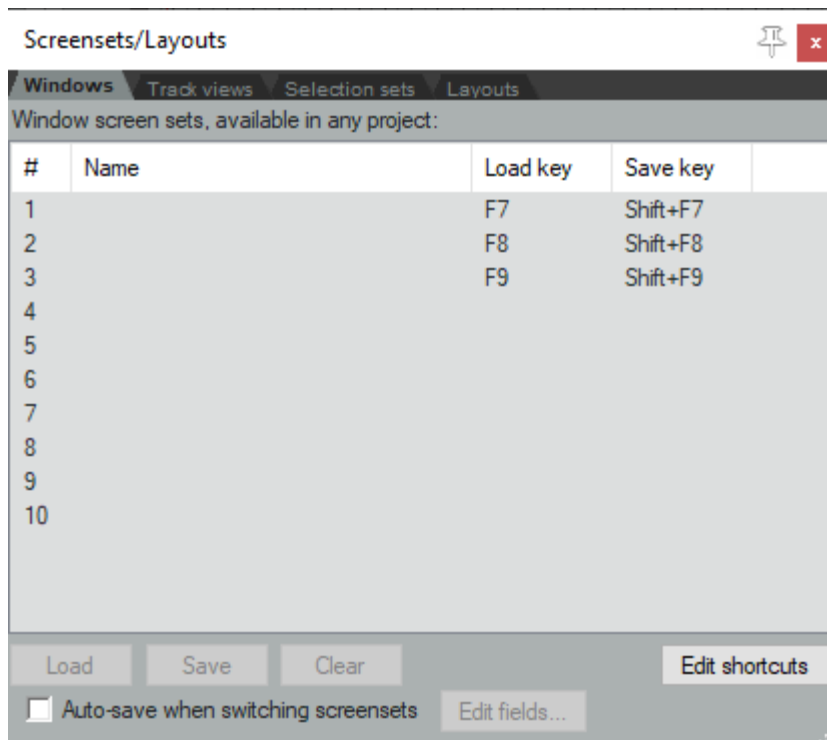 Screensets/Layouts x
Windows Track views Selection sets Layouts
Window screen sets, available in any project:
# Name Load key Save key
1 F7 Shift+F7
2 F8 Shift+F8
3 F9 Shift+F9
4
5
6
7
8
9
10
Load Save Clear Edit shortcuts
Auto-save when switching screensets Edit fields...